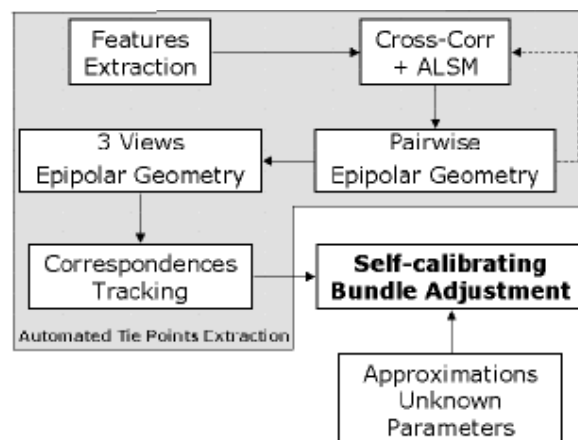 Features
Extraction
Cross-Corr
+ ALSM
3 Views
Epipolar Geometry
Pairwise
Epipolar Geometry
Correspondences
Tracking
Self-calibrating
Bundle Adjustment
Automated Tie Points Extraction
Approximations
Unknown
Parameters